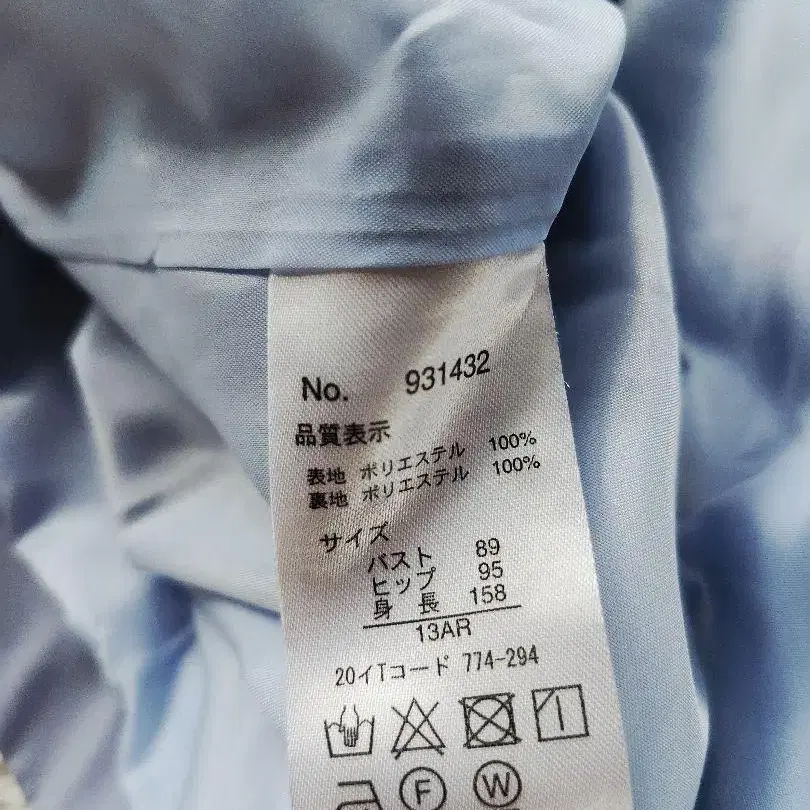 No. 931432
品質表示
表地 ポリエステル 100%
裏地 ポリエステル 100%
サイズ
バスト 89
ヒップ 95
身長 158
13AR
20イTコード 774-294
F W